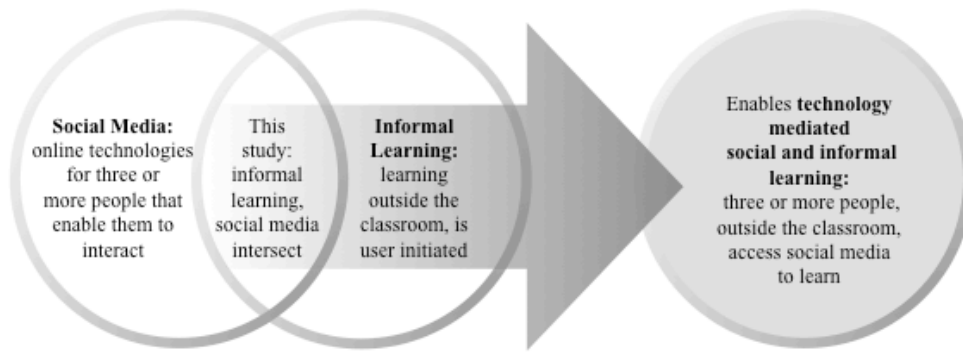 Social Media:
online technologies
for three or
more people that
enable them to
interact
This
study:
informal
learning,
social media
intersect
Informal
Learning:
learning
outside the
classroom, is
user initiated
Enables technology
mediated
social and informal
learning:
three or more people,
outside the classroom,
access social media
to learn